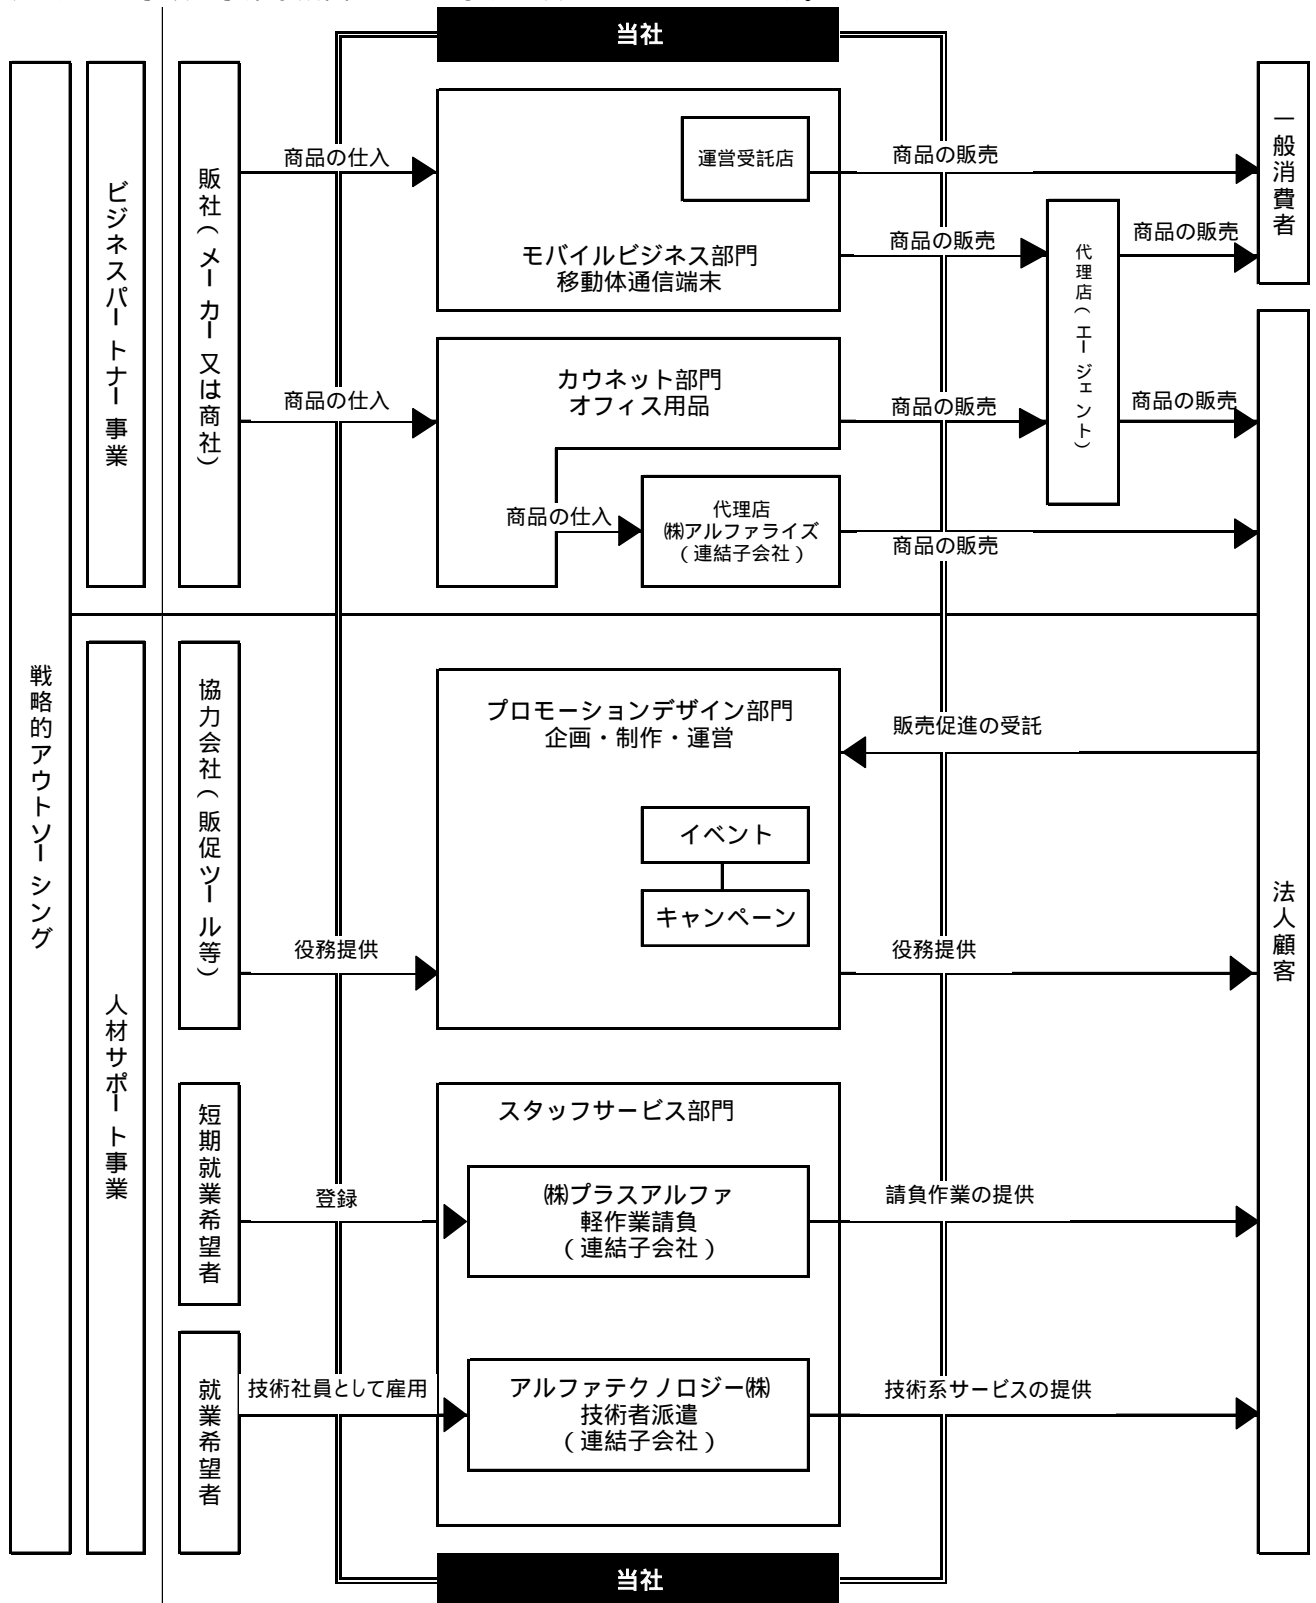 当社
戦略的アウトソーシング
ビジネスパートナー事業
販社（メーカー又は商社）
商品の仕入
運営受託店
モバイルビジネス部門
移動体通信端末
商品の販売
一般消費者
商品の販売
代理店（エージェント）
商品の販売
商品の仕入
カウネット部門
オフィス用品
商品の販売
商品の販売
商品の仕入
代理店
㈱アルファライズ
（連結子会社）
商品の販売
法人顧客
人材サポート事業
協力会社（販促ツール等）
プロモーションデザイン部門
企画・制作・運営
販売促進の受託
イベント
キャンペーン
役務提供
役務提供
短期就業希望者
スタッフサービス部門
登録
㈱プラスアルファ
軽作業請負
（連結子会社）
請負作業の提供
就業希望者
技術社員として雇用
アルファテクノロジー㈱
技術者派遣
（連結子会社）
技術系サービスの提供
当社